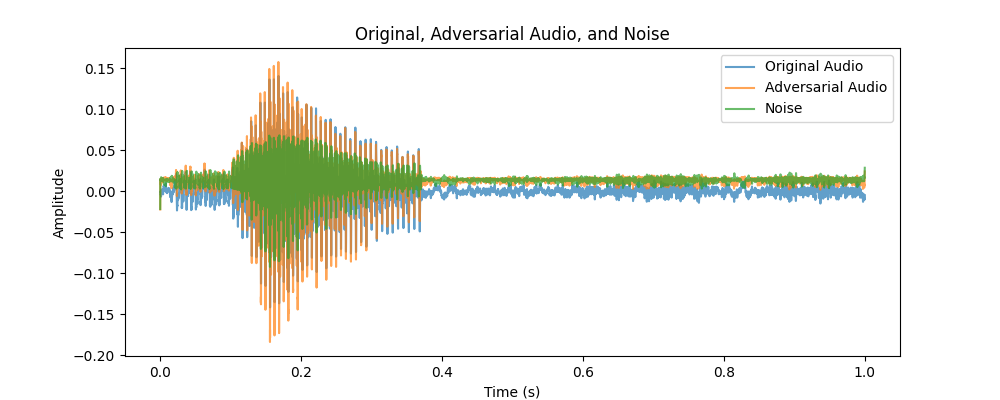 Original, Adversarial Audio, and Noise
Original Audio
Adversarial Audio
Noise
Amplitude
0.15
0.10
0.05
0.00
−0.05
−0.10
−0.15
−0.20
0.0 0.2 0.4 0.6 0.8 1.0
Time (s)